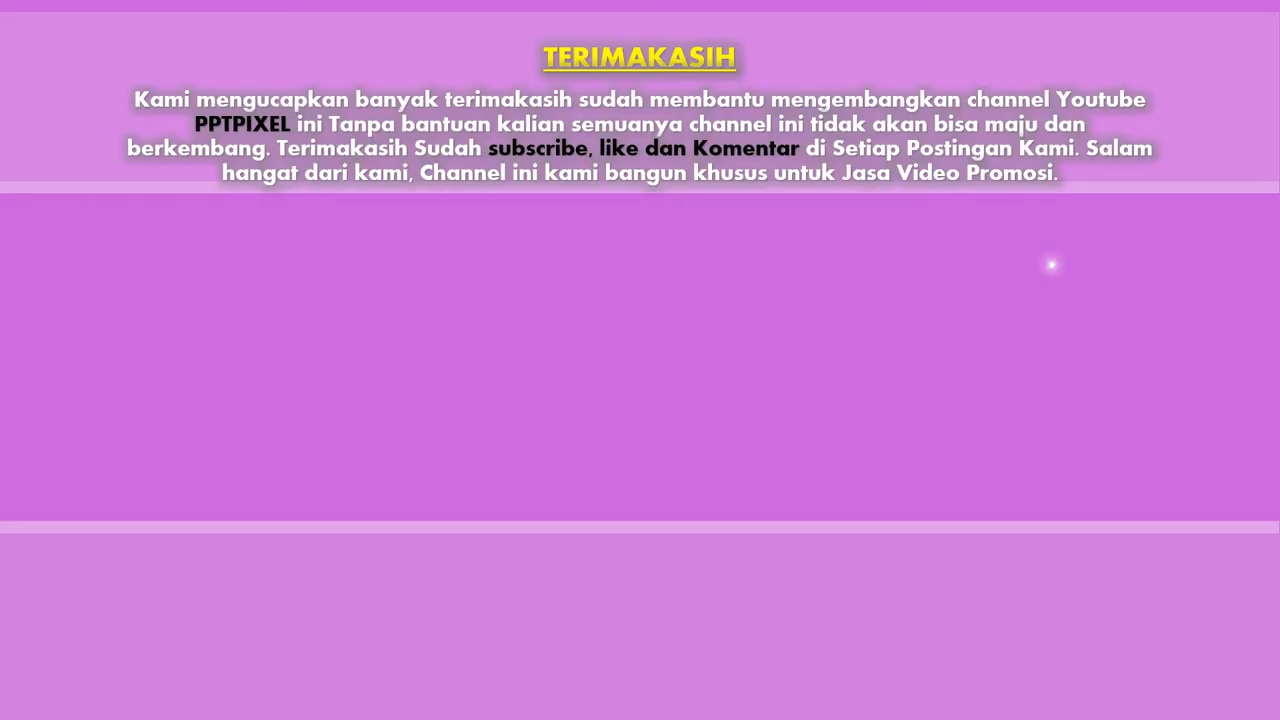 TERIMAKASIH
Kami mengucapkan banyak terimakasih sudah membantu mengembangkan channel Youtube
PPTPIXEL ini Tanpa bantuan kalian semuanya channel ini tidak akan bisa maju dan
berkembang. Terimakasih Sudah subscribe, like dan Komentar di Setiap Postingan Kami. Salam
hangat dari kami, Channel ini kami bangun khusus untuk Jasa Video Promosi.